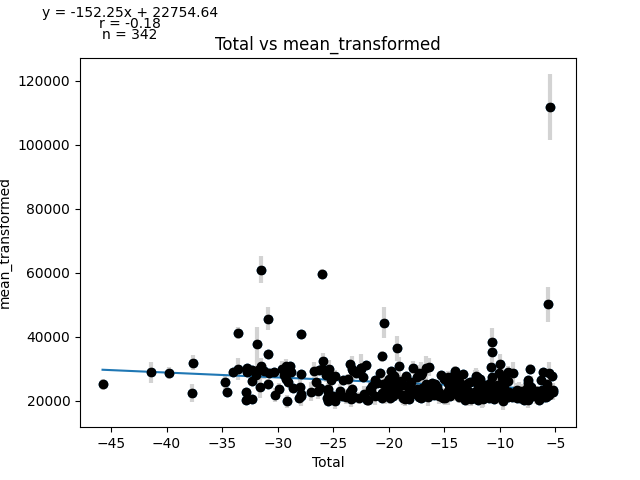 y = -152.25x + 22754.64
r = -0.18
n = 342
Total vs mean_transformed
mean_transformed
120000
100000
80000
60000
40000
20000
−45 −40 −35 −30 −25 −20 −15 −10 −5
Total